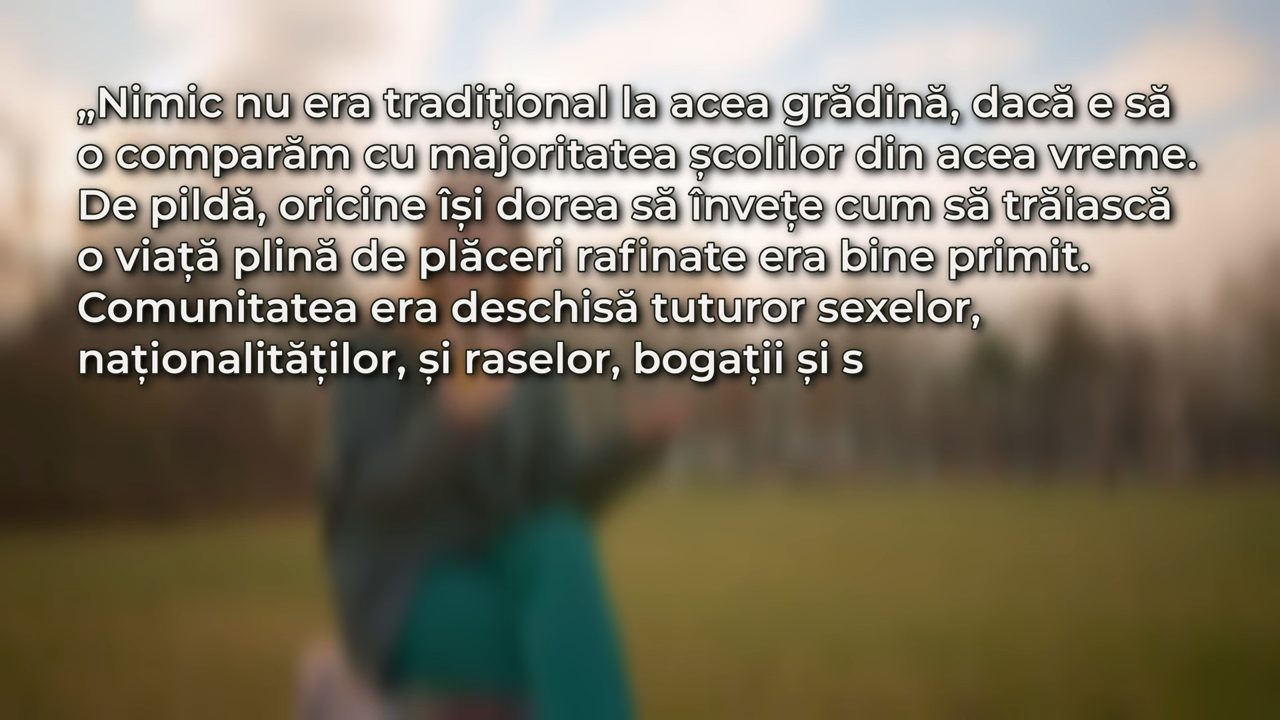 „Nimic nu era tradițional la acea grădină, dacă e să
o comparăm cu majoritatea școlilor din acea vreme.
De pildă, oricine își dorea să învețe cum să trăiască
o viață plină de plăceri rafinate era bine primit.
Comunitatea era deschisă tuturor sexelor,
naționalităților, și raselor, bogații și s